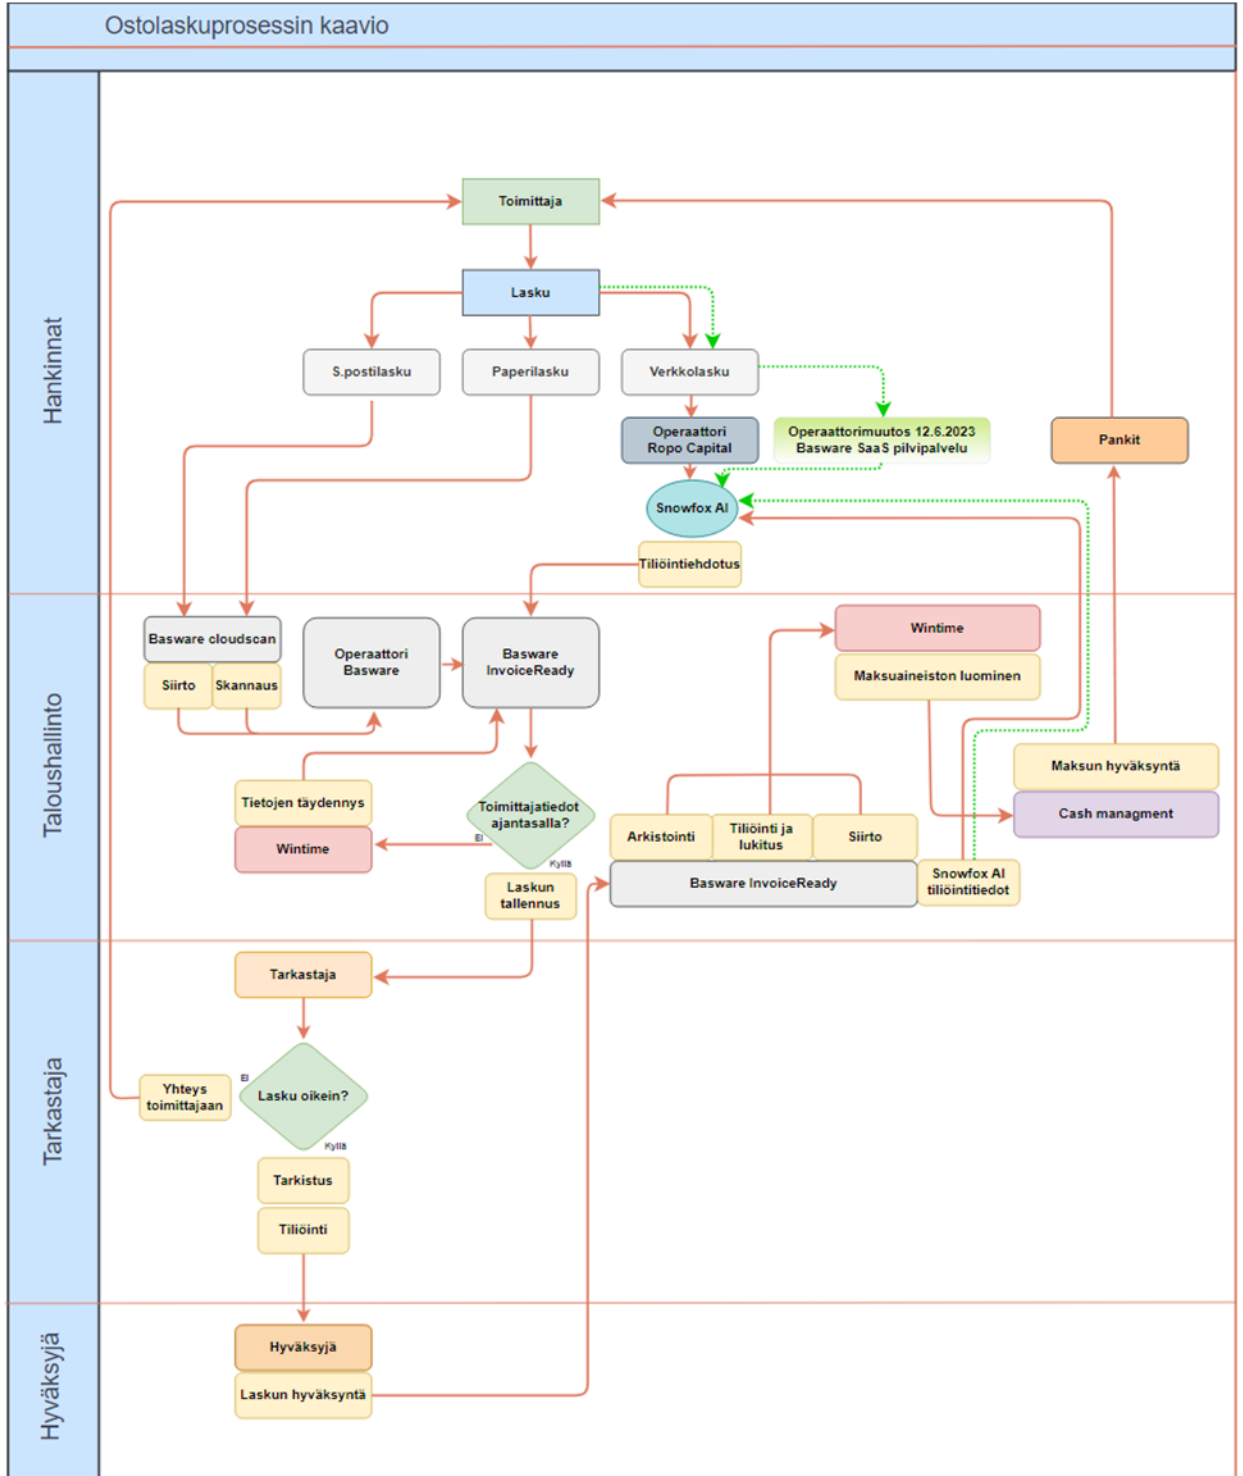 Ostolaskuprosessin kaavio
Hankinnat
Toimittaja
Lasku
S.postilasku
Paperilasku
Verkkolasku
Operaattori
Ropo Capital
Operaattorimuutos 12.6.2023
Basware SaaS pilvipalvelu
Pankit
Snowfox AI
Tiliöintiehdotus
Taloushallinto
Basware cloudscan
Siirto
Skannaus
Operaattori
Basware
Basware
InvoiceReady
Wintime
Maksuaineiston luominen
Maksun hyväksyntä
Cash managment
Tietojen täydennys
Wintime
Toimittajatiedot
ajantasalla?
Ei
Kyllä
Laskun
tallennus
Arkistointi
Tiliöinti ja
lukitus
Siirto
Basware InvoiceReady
Snowfox AI
tiliöintitiedot
Tarkastaja
Tarkastaja
Yhteys
toimittajaan
Ei
Lasku oikein?
Kyllä
Tarkistus
Tiliöinti
Hyväksyjä
Hyväksyjä
Laskun hyväksyntä